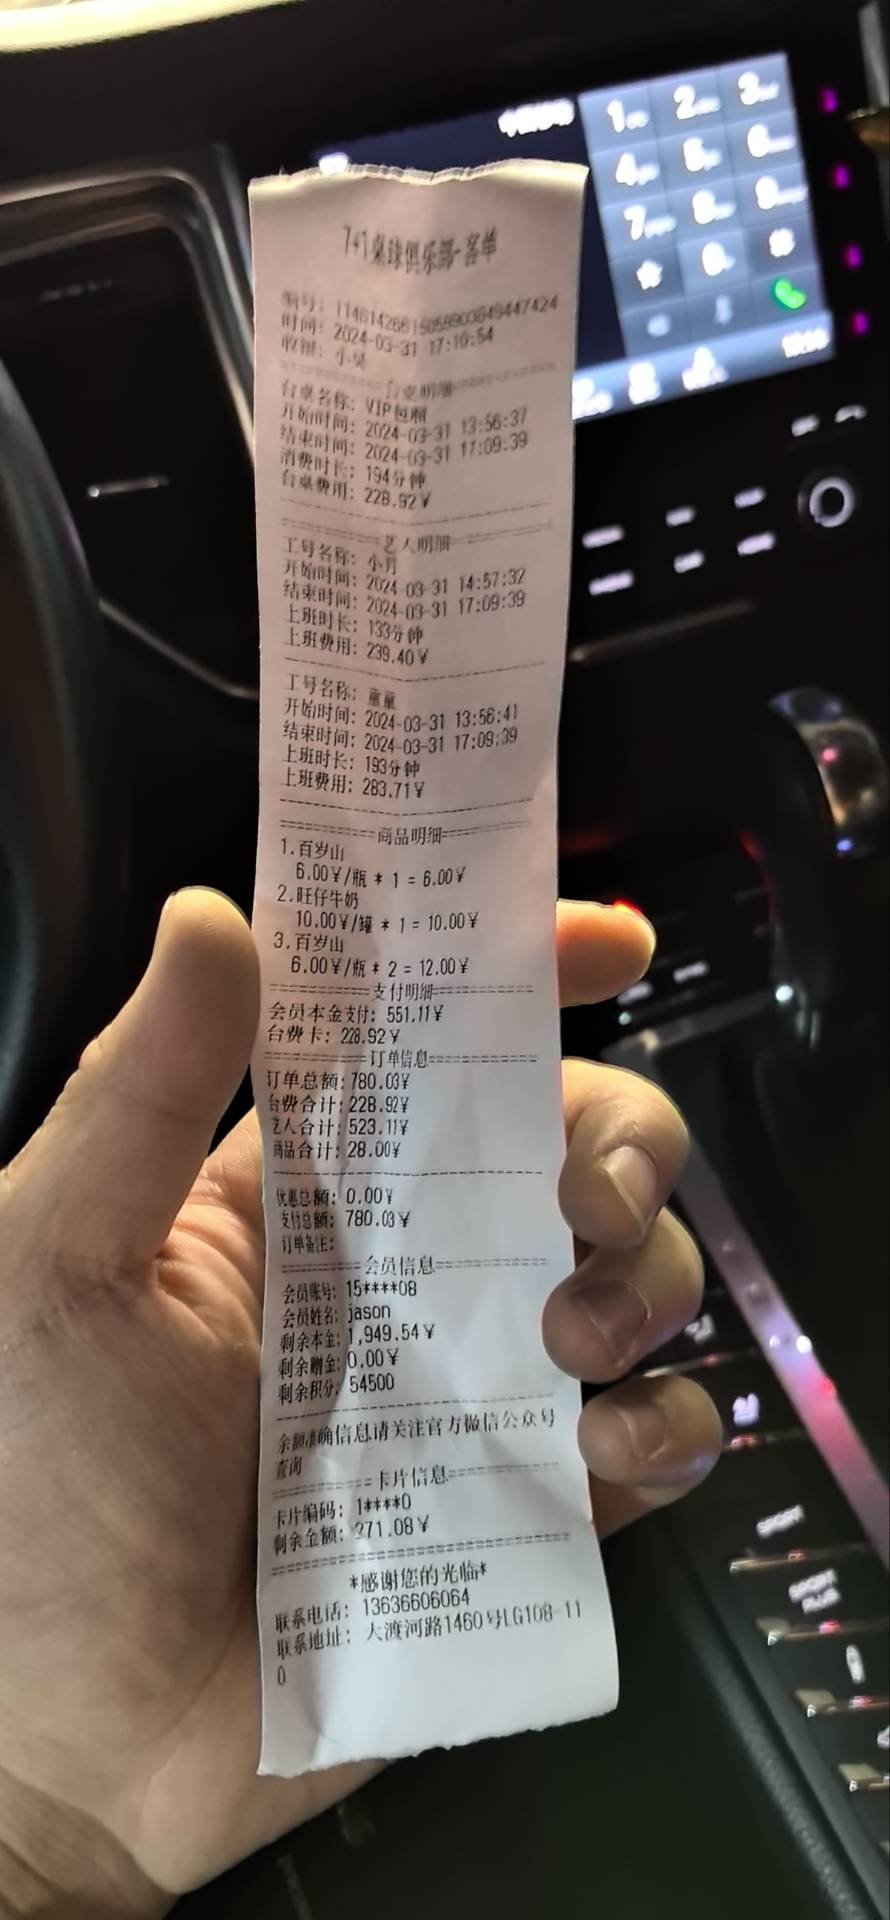 7+1桌球俱乐部-客单
编号: 1146142661505990384944​7424
时间: 2024-03-31 17:10:54
收银: 小吴
台桌明细
台桌名称: VIP包厢
开始时间: 2024-03-31 13:56:37
结束时间: 2024-03-31 17:09:39
消费时长: 194分钟
台桌费用: 228.92¥
艺人明细
工号名称: 小月
开始时间: 2024-03-31 14:57:32
结束时间: 2024-03-31 17:09:39
上班时长: 133分钟
上班费用: 239.40¥
工号名称: 童童
开始时间: 2024-03-31 13:56:41
结束时间: 2024-03-31 17:09:39
上班时长: 193分钟
上班费用: 283.71¥
商品明细
1.百岁山
6.00¥/瓶 * 1 = 6.00¥
2.旺仔牛奶
10.00¥/罐 * 1 = 10.00¥
3.百岁山
6.00¥/瓶 * 2 = 12.00¥
支付明细
会员本金支付: 551.11¥
台费卡: 228.92¥
订单信息
订单总额: 780.03¥
台费合计: 228.92¥
艺人合计: 523.11¥
商品合计: 28.00¥
优惠总额: 0.00¥
支付总额: 780.03¥
订单备注:
会员信息
会员账号: 15****08
会员姓名: jason
剩余本金: 1,949.54¥
剩余赠金: 0.00¥
剩余积分: 54500
余额准确信息请关注官方微信公众号
查询
卡片信息
卡片编码: 1****0
剩余金额: 371.08¥
*感谢您的光临*
联系电话: 13636606064
联系地址: 大渡河路1460号LG108-11
0
1 2 3
4 5 6
7 8 9
* 0 #
SPORT
SPORT
PLUS